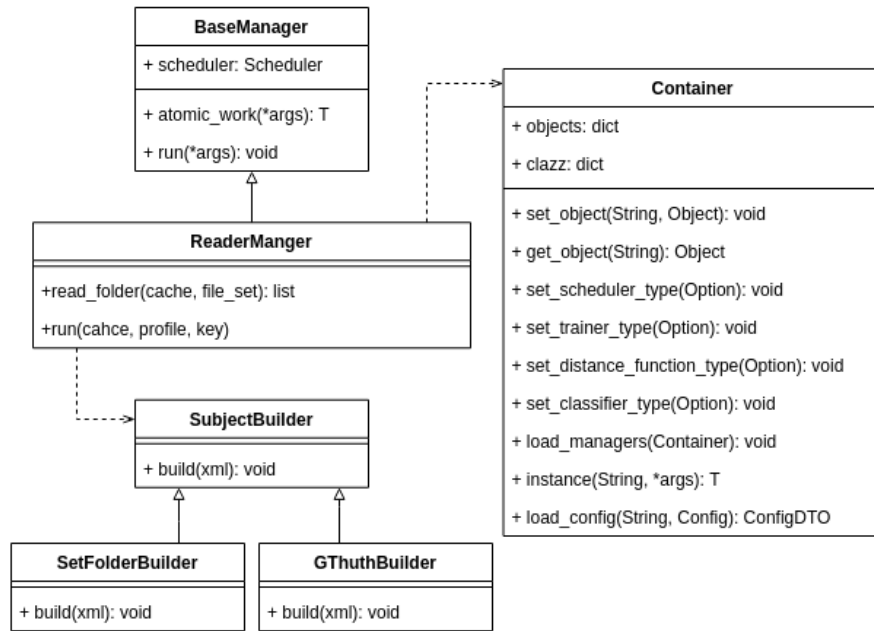 BaseManager
+ scheduler: Scheduler
+ atomic_work(*args): T
+ run(*args): void
ReaderManger
+read_folder(cache, file_set): list
+run(cahce, profile, key)
SubjectBuilder
+ build(xml): void
SetFolderBuilder
+ build(xml): void
GThuthBuilder
+ build(xml): void
Container
+ objects: dict
+ clazz: dict
+ set_object(String, Object): void
+ get_object(String): Object
+ set_scheduler_type(Option): void
+ set_trainer_type(Option): void
+ set_distance_function_type(Option): void
+ set_classifier_type(Option): void
+ load_managers(Container): void
+ instance(String, *args): T
+ load_config(String, Config): ConfigDTO